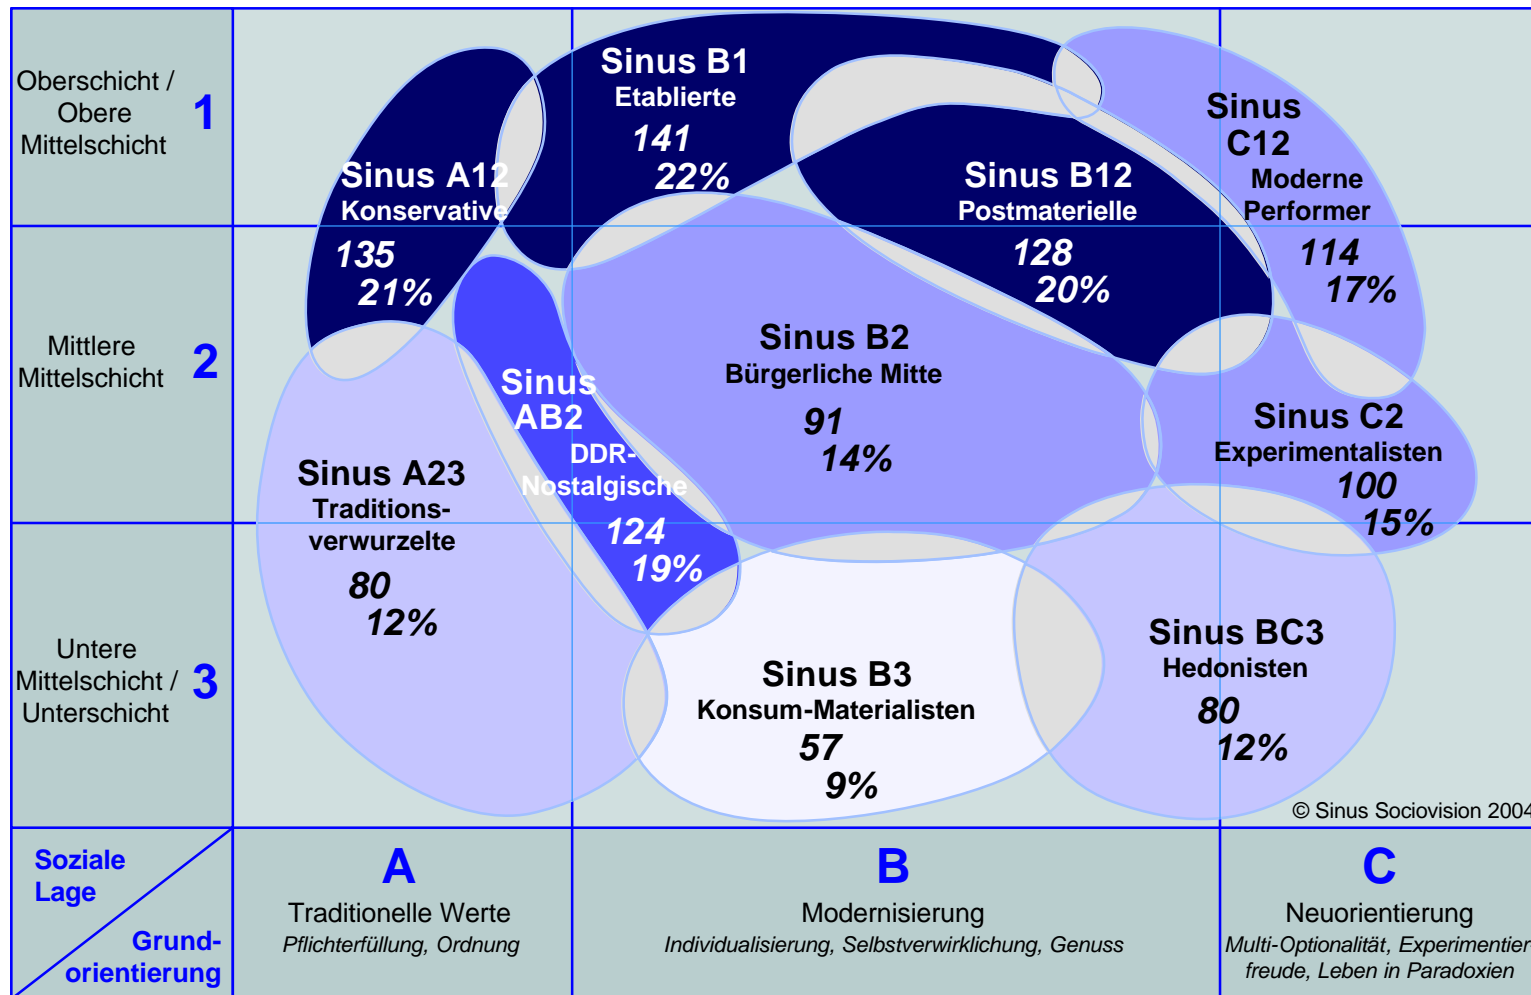 Oberschicht /
Obere
Mittelschicht
1
Sinus B1
Etablierte
141
22%
Sinus A12
Konservative
135
21%
Sinus B12
Postmaterielle
128
20%
Sinus
C12
Moderne
Performer
114
17%
Mittlere
Mittelschicht
2
Sinus
AB2
DDR-
Nostalgische
124
19%
Sinus B2
Bürgerliche Mitte
91
14%
Sinus C2
Experimentalisten
100
15%
Sinus A23
Traditions-
verwurzelte
80
12%
Untere
Mittelschicht /
Unterschicht
3
Sinus B3
Konsum-Materialisten
57
9%
Sinus BC3
Hedonisten
80
12%
© Sinus Sociovision 2004
Soziale
Lage
Grund-
orientierung
A
Traditionelle Werte
Pflichterfüllung, Ordnung
B
Modernisierung
Individualisierung, Selbstverwirklichung, Genuss
C
Neuorientierung
Multi-Optionalität, Experimentier-
freude, Leben in Paradoxien